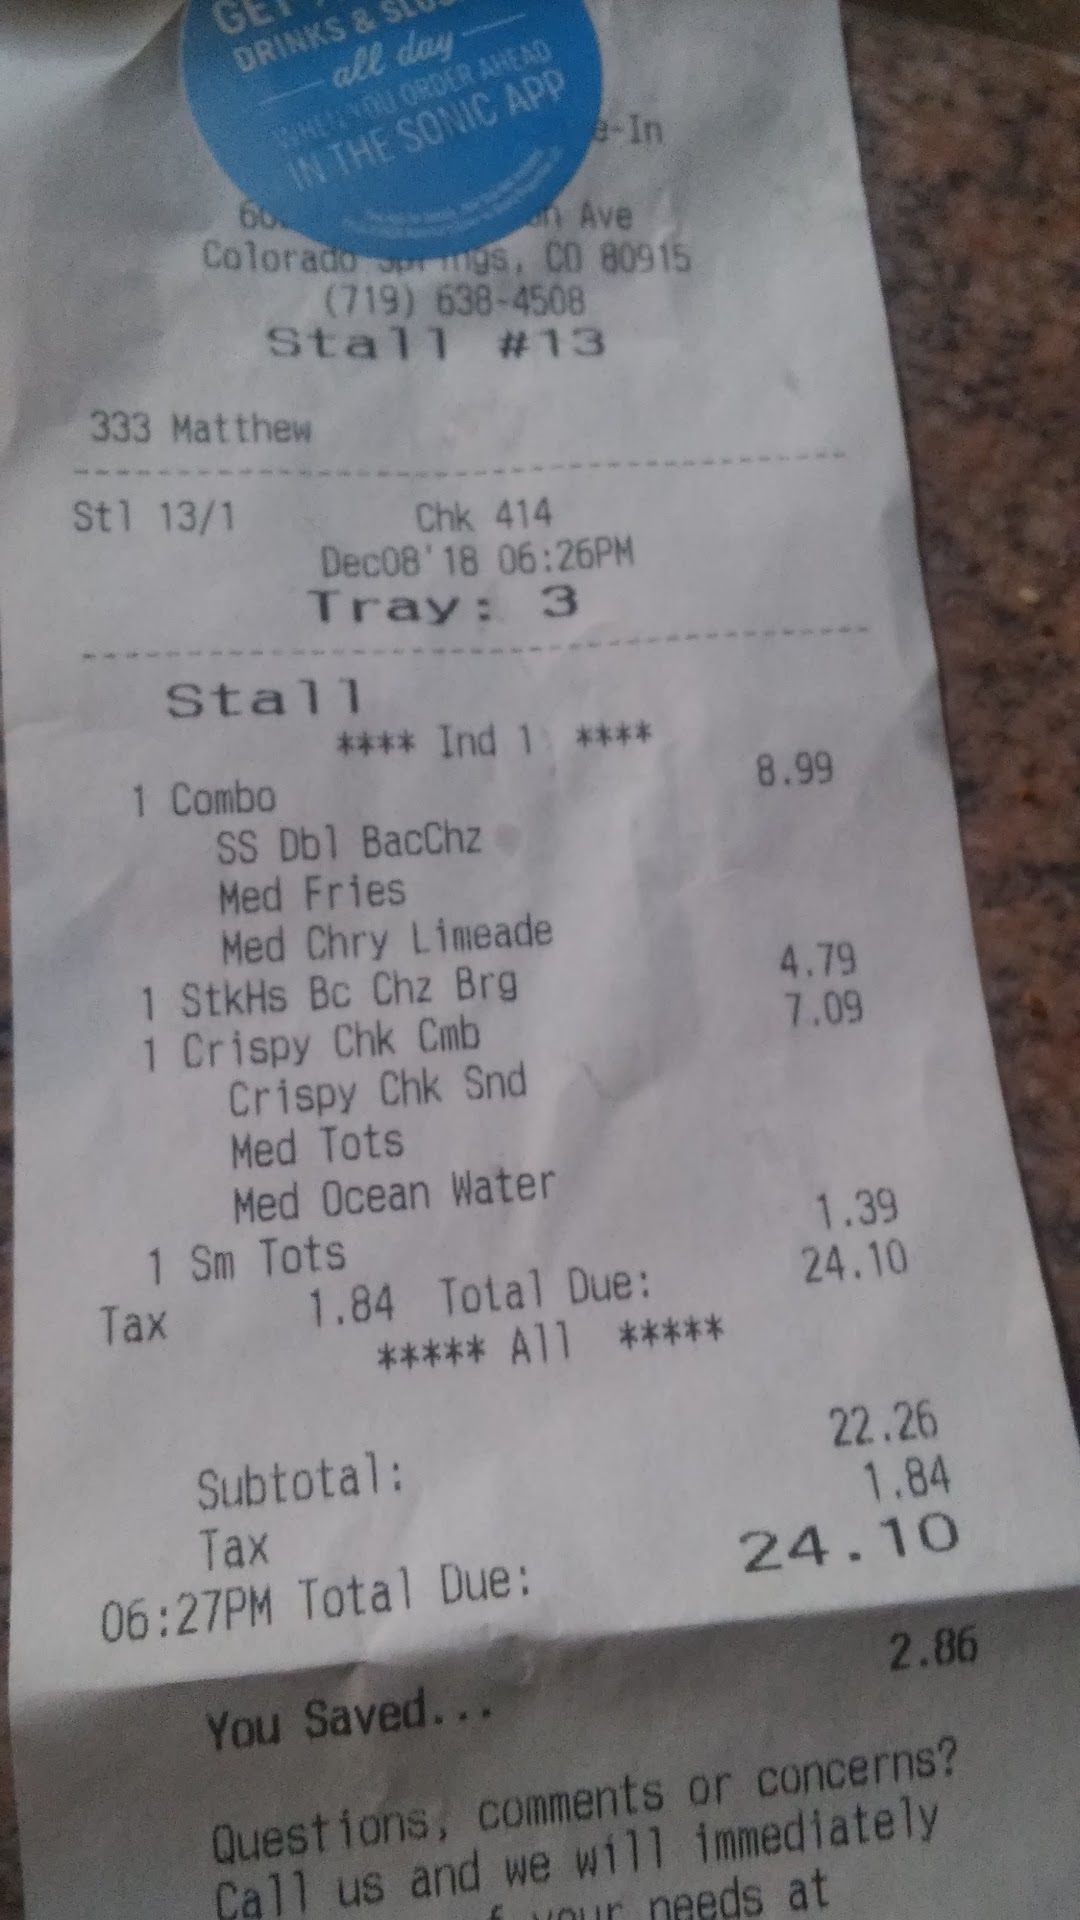 GET
DRINKS & SLUS
all day
WHEN YOU ORDER AHEAD
IN THE SONIC APP
e-In
Ave
Colorado Springs, CO 80915
(719) 638-4508
Stall #13
333 Matthew
Stl 13/1 Chk 414
Dec08'18 06:26PM
Tray: 3
Stall
**** Ind 1 ****
1 Combo 8.99
SS Dbl BacChz
Med Fries
Med Chry Limeade
1 StkHs Bc Chz Brg 4.79
1 Crispy Chk Cmb 7.09
Crispy Chk Snd
Med Tots
Med Ocean Water
1 Sm Tots 1.39
Tax 1.84 Total Due: 24.10
***** All *****
Subtotal: 22.26
Tax 1.84
06:27PM Total Due: 24.10
You Saved... 2.86
Questions, comments or concerns?
Call us and we will immediately
your needs at